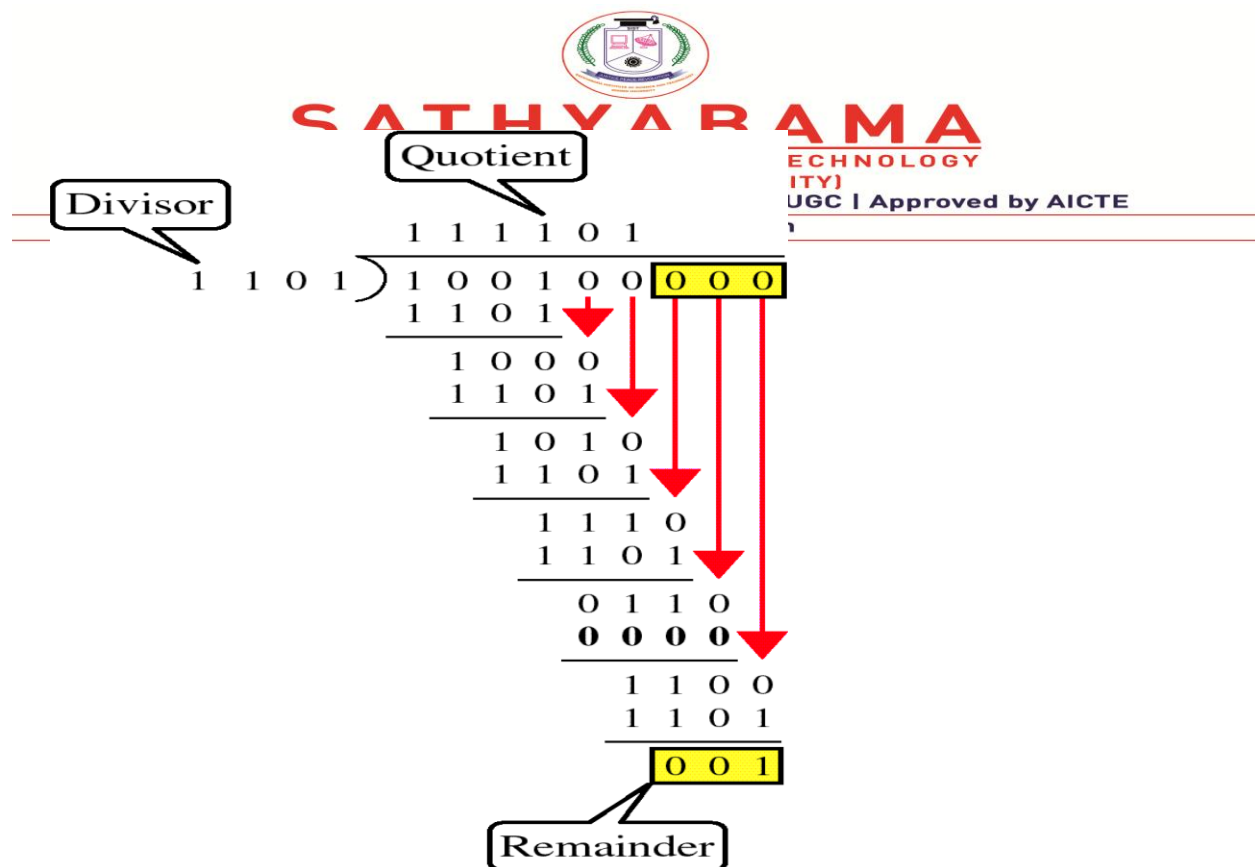 SIST
SATHYABAMA
Quotient
ECHNOLOGY
ITY)
Divisor
UGC | Approved by AICTE
1 1 1 1 0 1
1 1 0 1 ) 1 0 0 1 0 0 0 0 0
1 1 0 1
1 0 0 0
1 1 0 1
1 0 1 0
1 1 0 1
1 1 1 0
1 1 0 1
0 1 1 0
0 0 0 0
1 1 0 0
1 1 0 1
0 0 1
Remainder